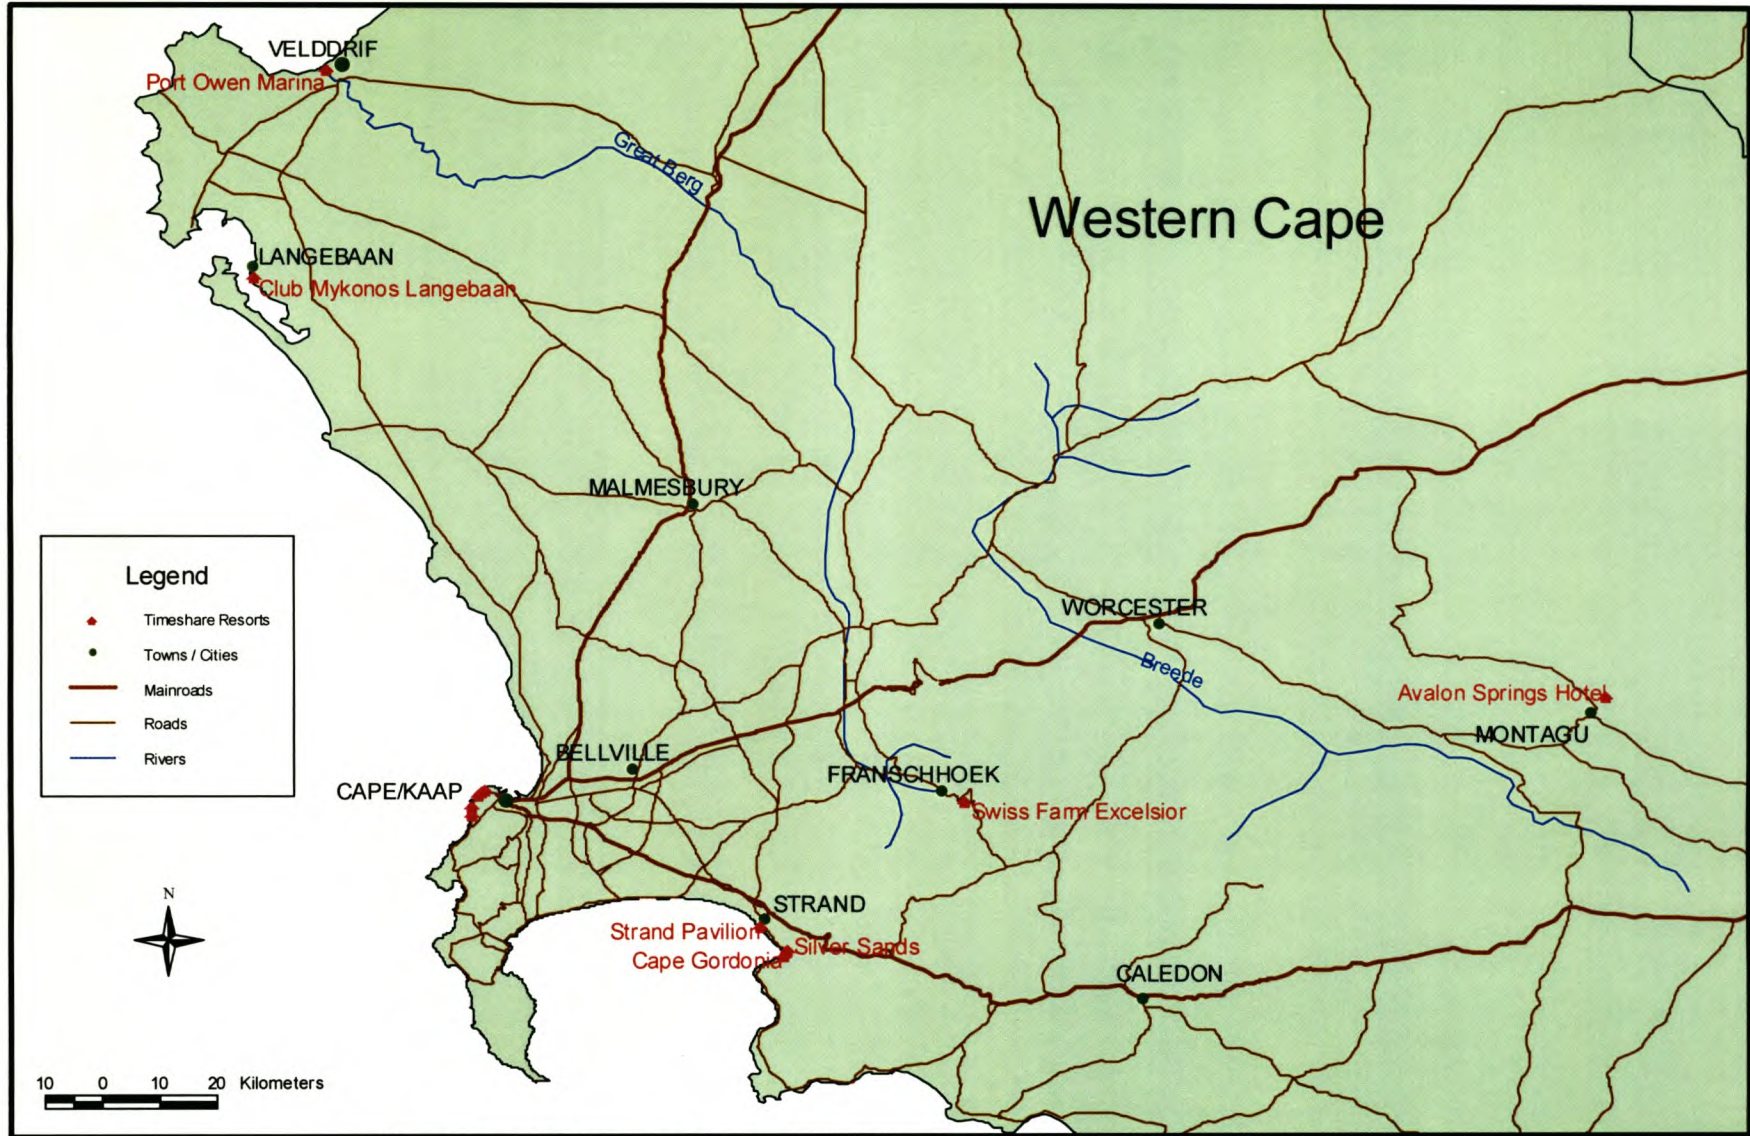 VELDDRIF
Port Owen Marina
Great Berg
Western Cape
LANGEBAAN
Club Mykonos Langebaan
MALMESBURY
Legend
Timeshare Resorts
Towns / Cities
Mainroads
Roads
Rivers
WORCESTER
Breede
Avalon Springs Hotel
MONTAGU
BELLVILLE
FRANSCHHOEK
CAPE/KAAP
Swiss Farm Excelsior
N
STRAND
Strand Pavilion
Silver Sands
Cape Gordonia
CALEDON
10 0 10 20 Kilometers